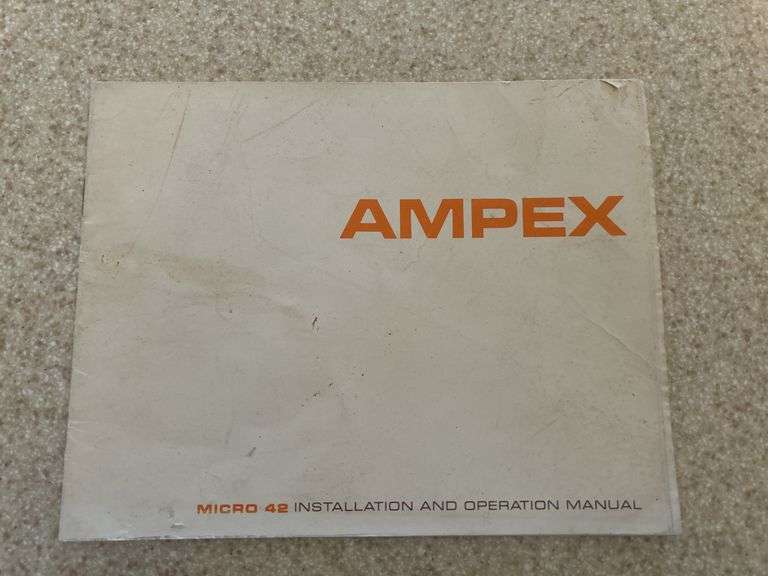 AMPEX
MICRO 42 INSTALLATION AND OPERATION MANUAL